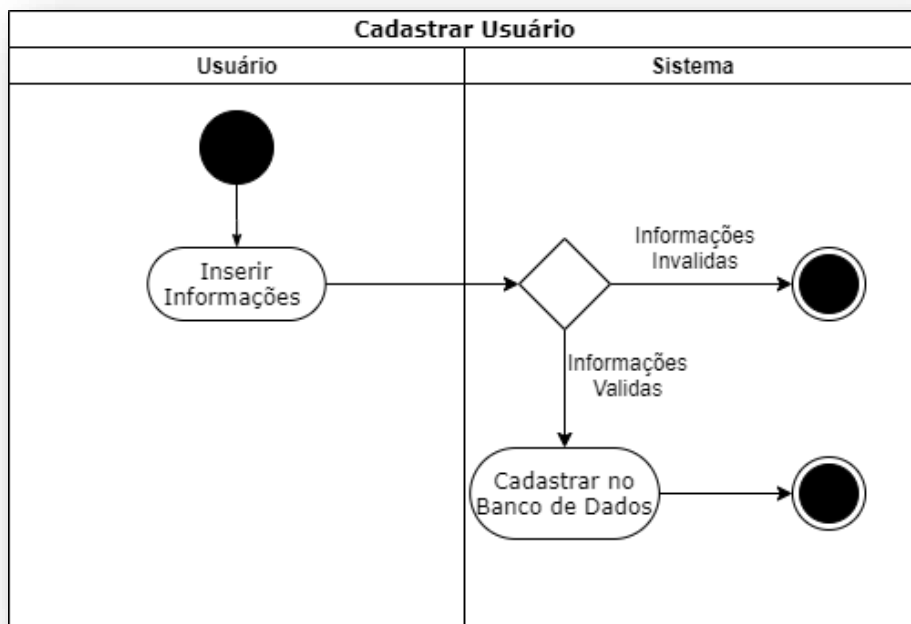 Cadastrar Usuário
Usuário
Sistema
Inserir
Informações
Informações
Invalidas
Informações
Validas
Cadastrar no
Banco de Dados